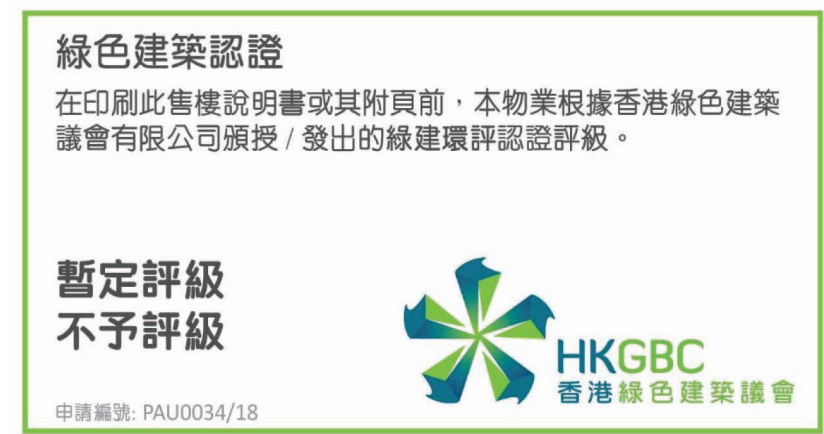 綠色建築認證
在印刷此售樓說明書或其附頁前，本物業根據香港綠色建築
議會有限公司頒授 / 發出的綠建環評認證評級。
暫定評級
不予評級
HKGBC
香港綠色建築議會
申請編號: PAU0034/18